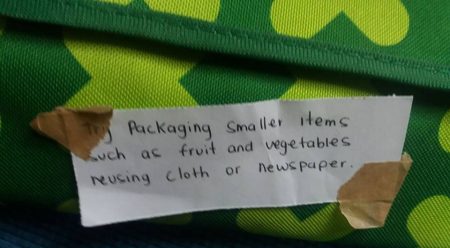 Try Packaging smaller items
such as fruit and vegetables
reusing cloth or newspaper.